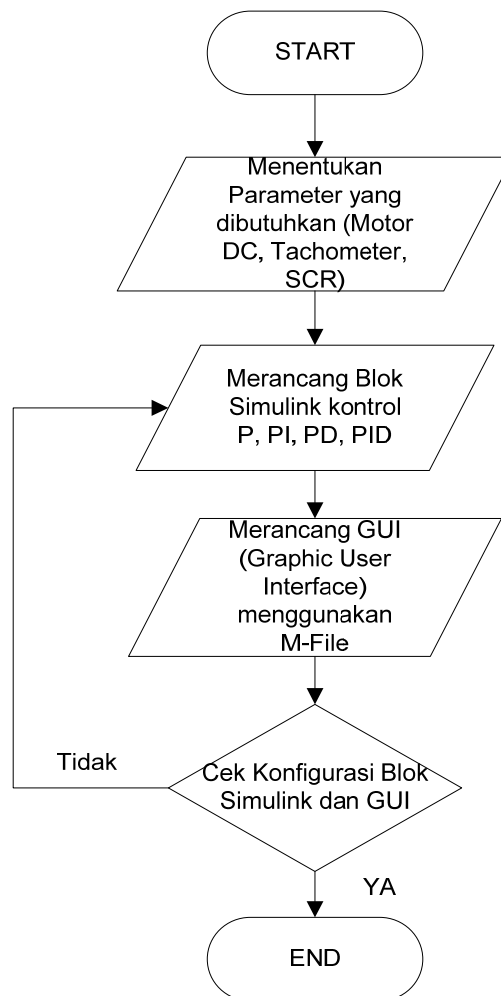 START
Menentukan
Parameter yang
dibutuhkan (Motor
DC, Tachometer,
SCR)
Merancang Blok
Simulink kontrol
P, PI, PD, PID
Merancang GUI
(Graphic User
Interface)
menggunakan
M-File
Tidak
Cek Konfigurasi Blok
Simulink dan GUI
YA
END